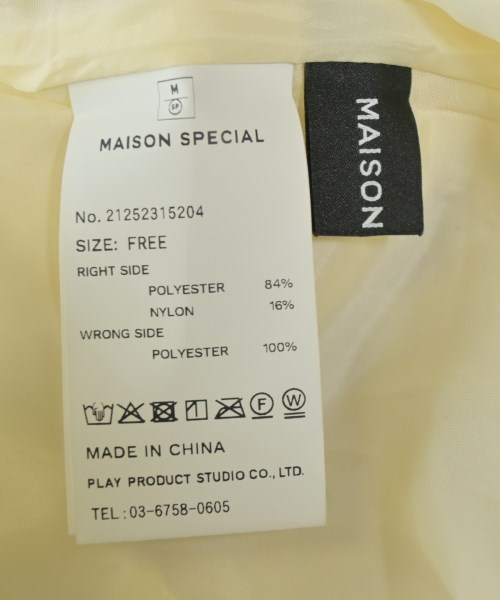 M
SP
MAISON SPECIAL
No. 21252315204
SIZE: FREE
RIGHT SIDE
POLYESTER 84%
NYLON 16%
WRONG SIDE
POLYESTER 100%
F W
MADE IN CHINA
PLAY PRODUCT STUDIO CO., LTD.
TEL : 03-6758-0605
MAISON